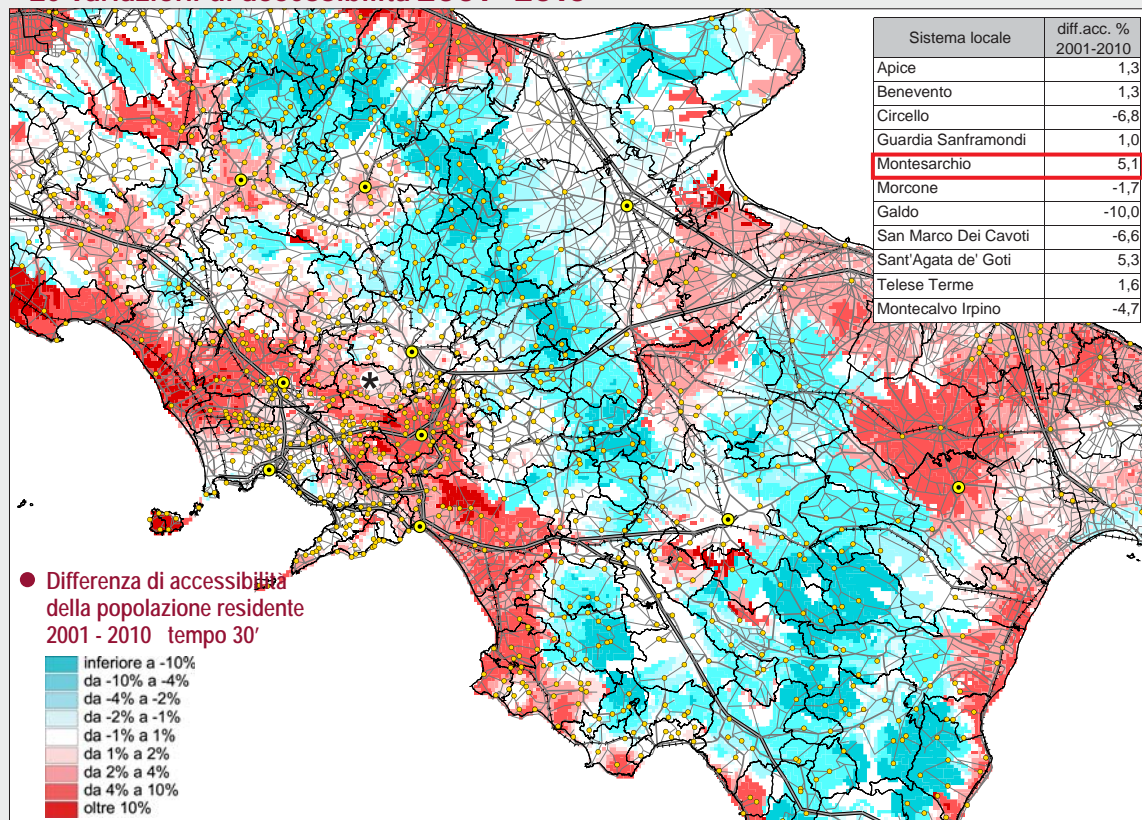 Sistema locale diff.acc. % 2001-2010
Apice 1,3
Benevento 1,3
Circello -6,8
Guardia Sanframondi 1,0
Montesarchio 5,1
Morcone -1,7
Galdo -10,0
San Marco Dei Cavoti -6,6
Sant'Agata de' Goti 5,3
Telese Terme 1,6
Montecalvo Irpino -4,7
*
● Differenza di accessibilità
della popolazione residente
2001 - 2010 tempo 30′
inferiore a -10%
da -10% a -4%
da -4% a -2%
da -2% a -1%
da -1% a 1%
da 1% a 2%
da 2% a 4%
da 4% a 10%
oltre 10%